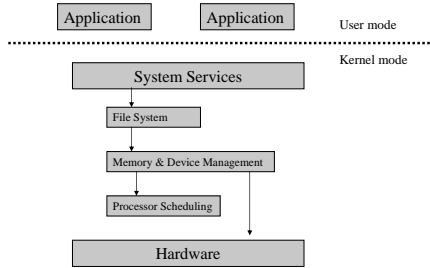 Application
Application
User mode
Kernel mode
System Services
File System
Memory & Device Management
Processor Scheduling
Hardware